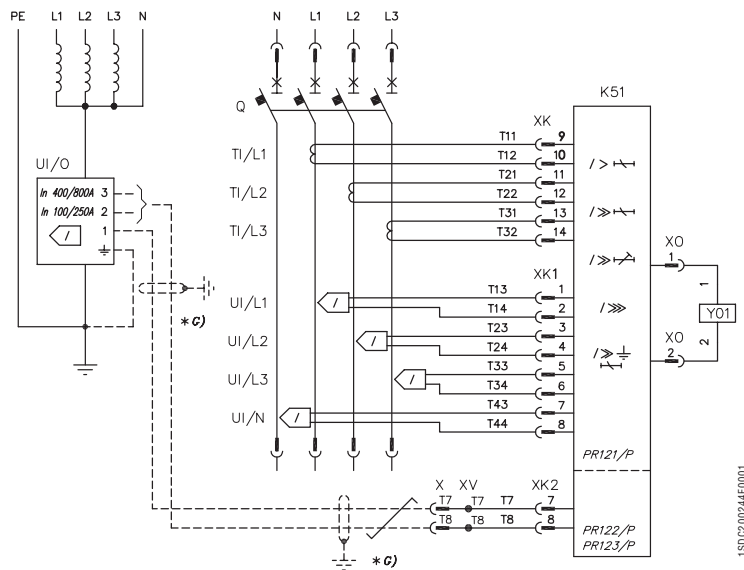 PE L1 L2 L3 N
N L1 L2 L3
K51
Q
XK
UI/O
In 400/800A 3
In 100/250A 2
I
1
*G)
TI/L1
T11 9
T12 10
I>
TI/L2
T21 11
T22 12
I≫
TI/L3
T31 13
T32 14
I≫
XO
1
1
Y01
2
XO
2
XK1
UI/L1
I
T13 1
T14 2
I⋙
UI/L2
I
T23 3
T24 4
I≫
UI/L3
I
T33 5
T34 6
UI/N
I
T43 7
T44 8
PR121/P
X XV XK2
T7 T7 T7 7
T8 T8 T8 8
PR122/P
PR123/P
*G)
1SDC200244F0001